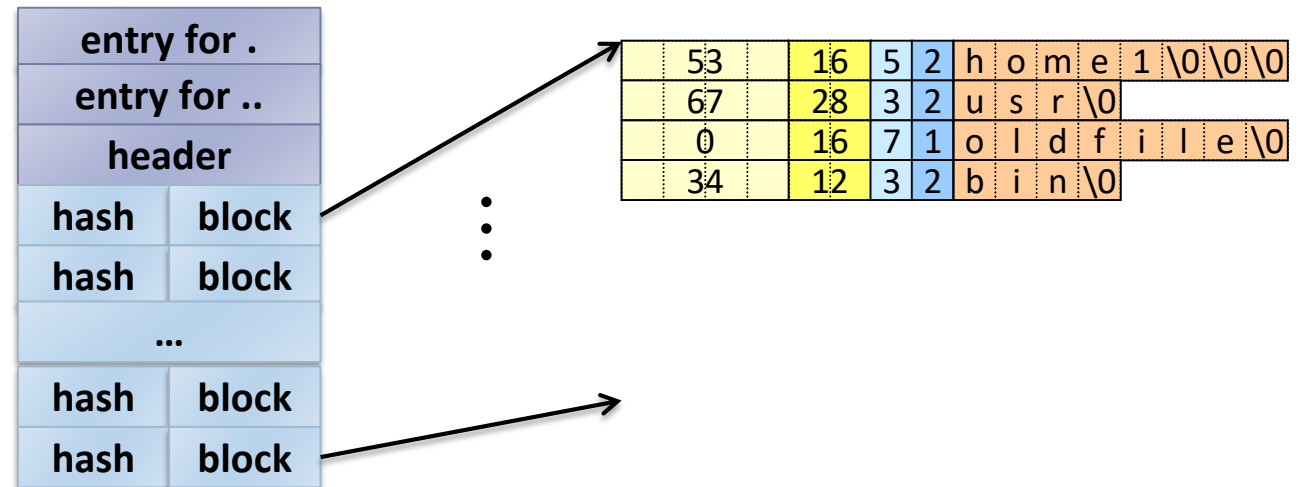 entry for .
entry for ..
header
hash block
hash block
...
hash block
hash block
53 16 5 2 h o m e 1 \0 \0 \0
67 28 3 2 u s r \0
0 16 7 1 o l d f i l e \0
34 12 3 2 b i n \0